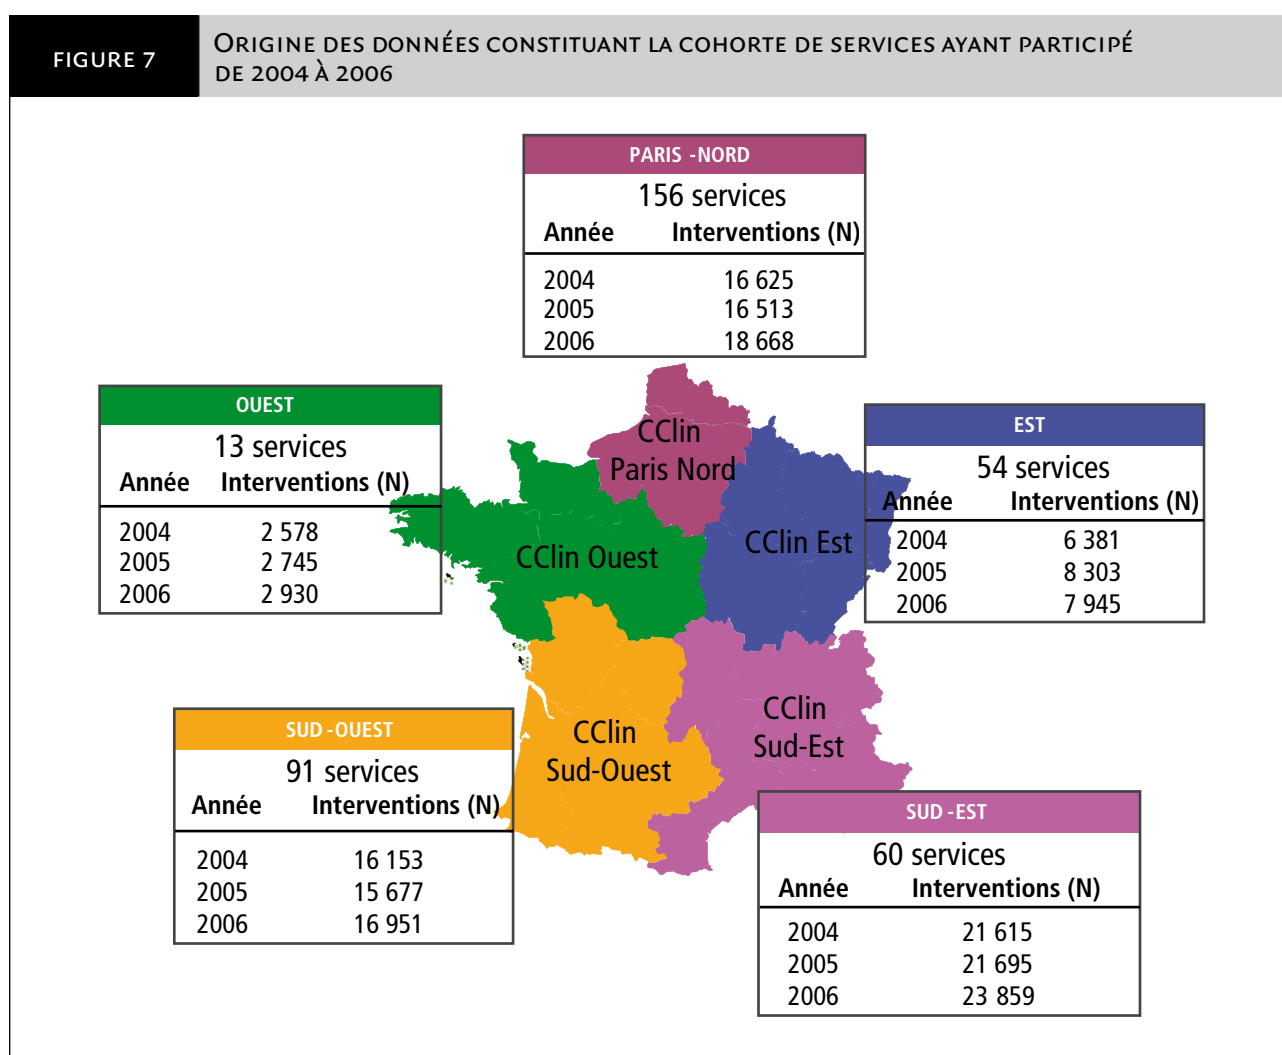 FIGURE 7
ORIGINE DES DONNÉES CONSTITUANT LA COHORTE DE SERVICES AYANT PARTICIPÉ
DE 2004 À 2006
PARIS -NORD
156 services
Année Interventions (N)
2004 16 625
2005 16 513
2006 18 668
OUEST
13 services
Année Interventions (N)
2004 2 578
2005 2 745
2006 2 930
CClin
Paris Nord
EST
54 services
Année Interventions (N)
2004 6 381
2005 8 303
2006 7 945
CClin Ouest
CClin Est
SUD -OUEST
91 services
Année Interventions (N)
2004 16 153
2005 15 677
2006 16 951
CClin
Sud-Ouest
CClin
Sud-Est
SUD -EST
60 services
Année Interventions (N)
2004 21 615
2005 21 695
2006 23 859